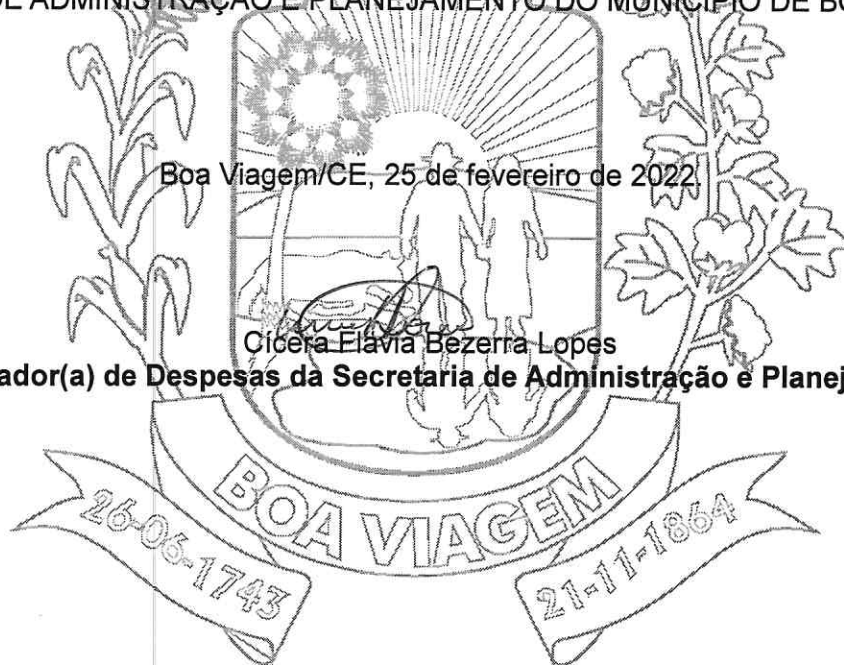 DE ADMINISTRAÇÃO E PLANEJAMENTO DO MUNICÍPIO DE BO
Boa Viagem/CE, 25 de fevereiro de 2022.
Cícera Flávia Bezerra Lopes
ador(a) de Despesas da Secretaria de Administração e Planej
BOA VIAGEM
26-06-1743
21-11-1864